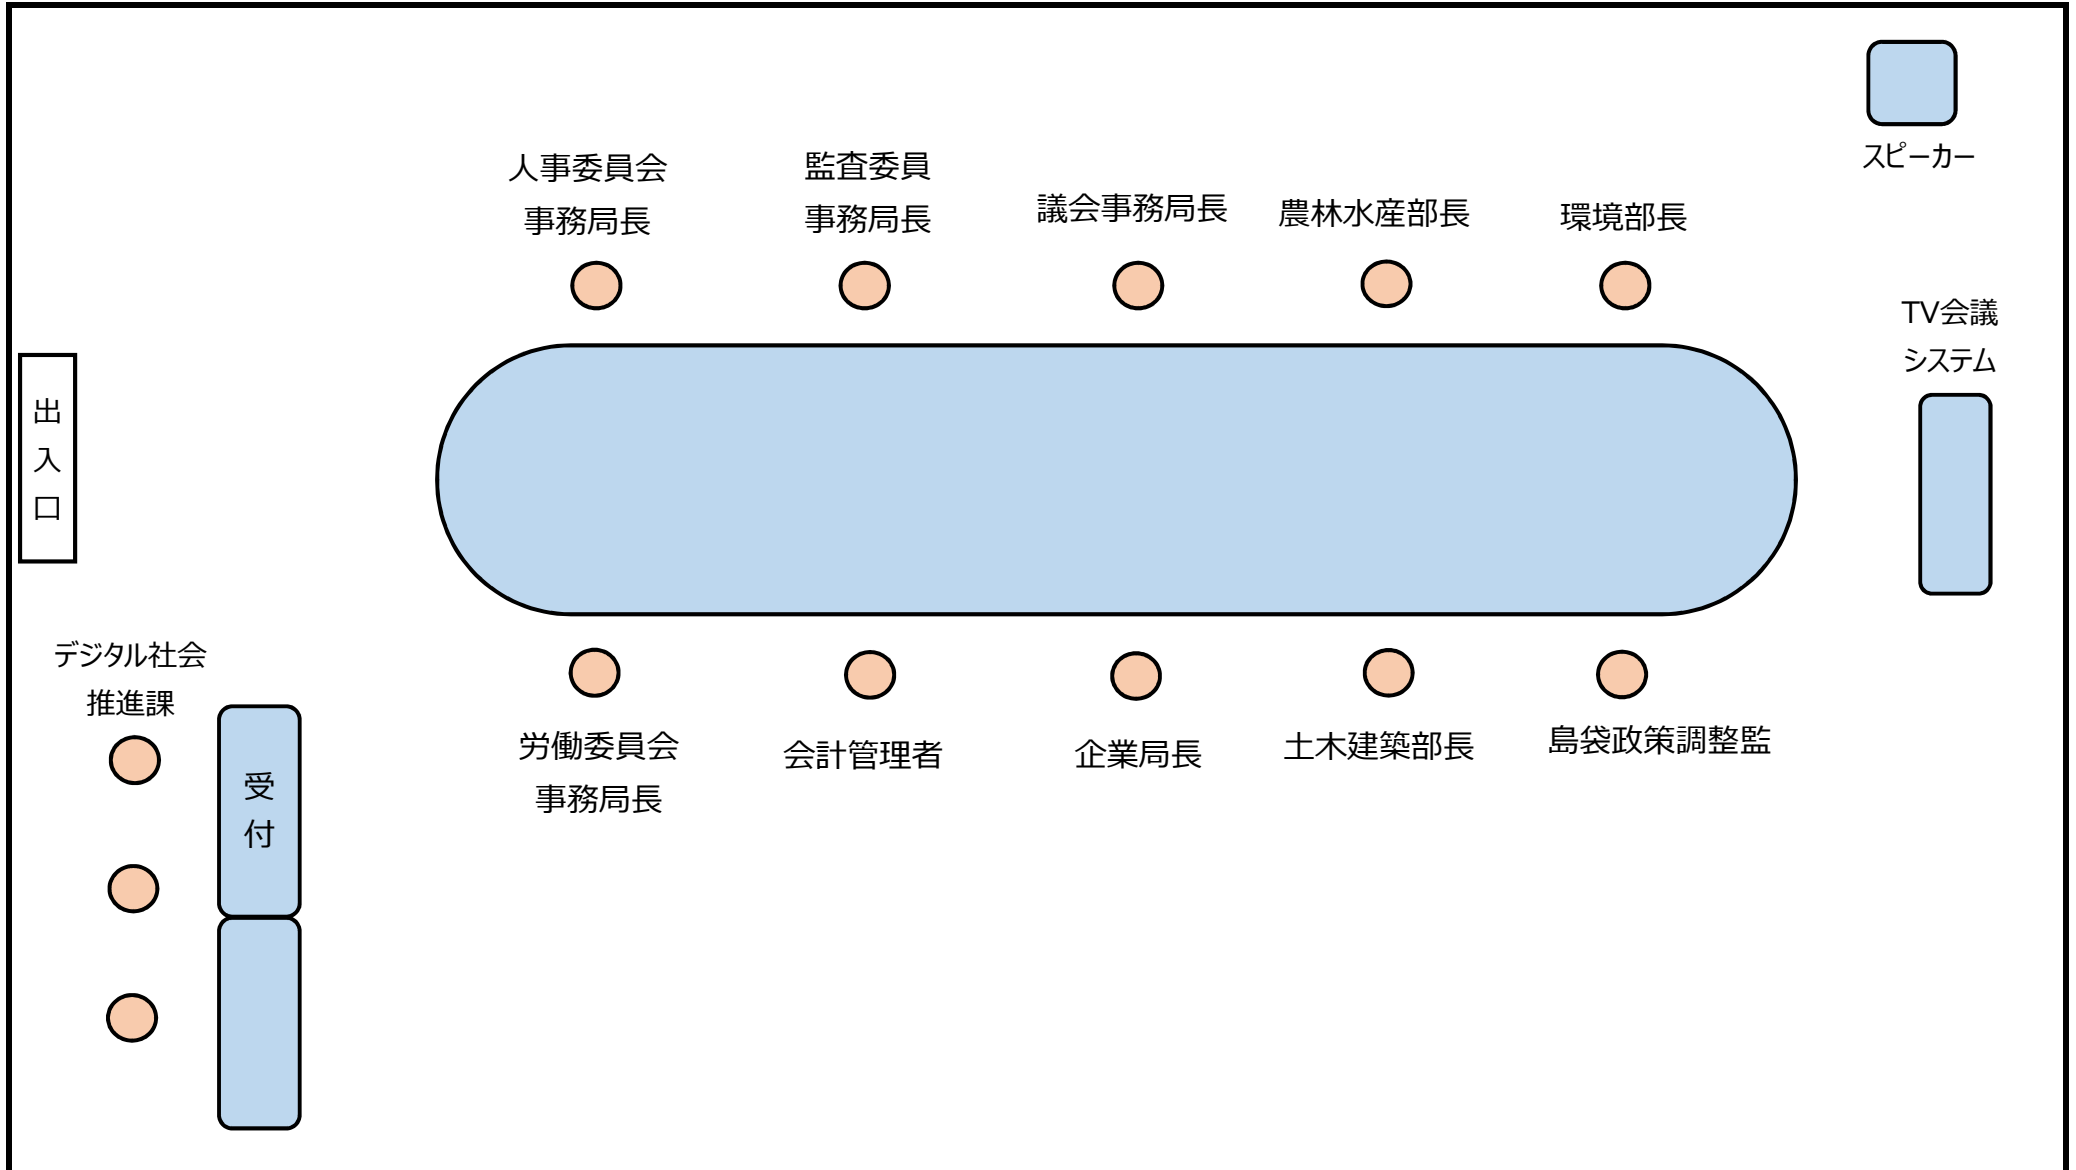 スピーカー
人事委員会
事務局長
監査委員
事務局長
議会事務局長
農林水産部長
環境部長
TV会議
システム
出
入
口
デジタル社会
推進課
受
付
労働委員会
事務局長
会計管理者
企業局長
土木建築部長
島袋政策調整監